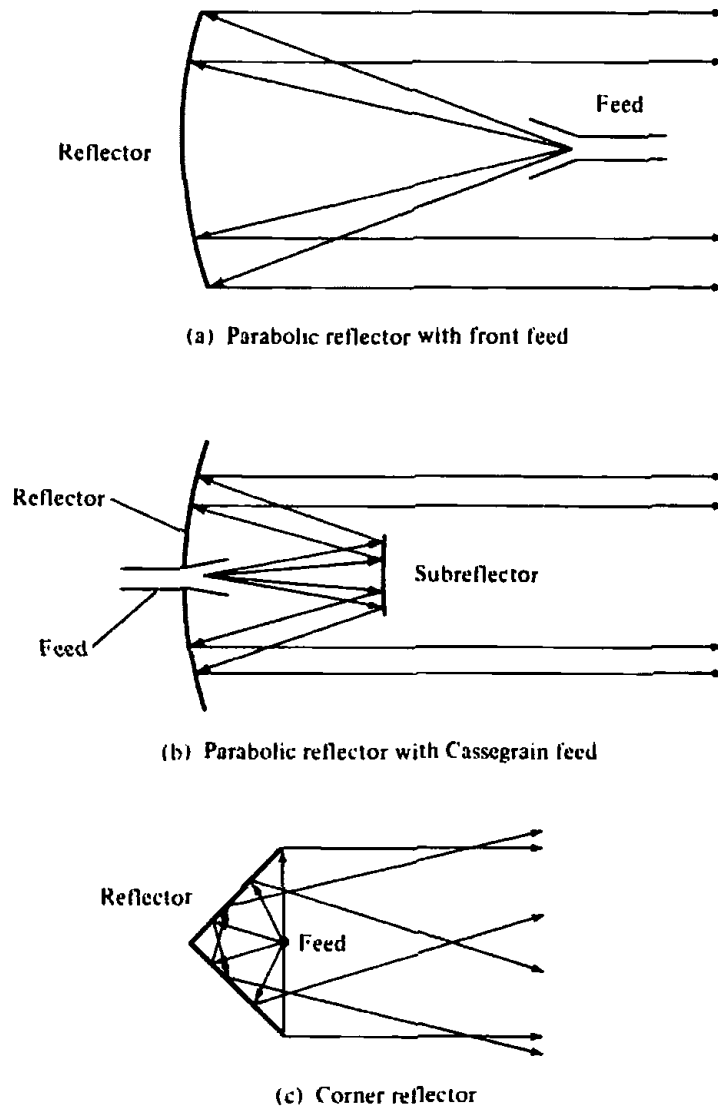 Feed
Reflector
(a) Parabolic reflector with front feed
Reflector
Subreflector
Feed
(b) Parabolic reflector with Cassegrain feed
Reflector
Feed
(c) Corner reflector